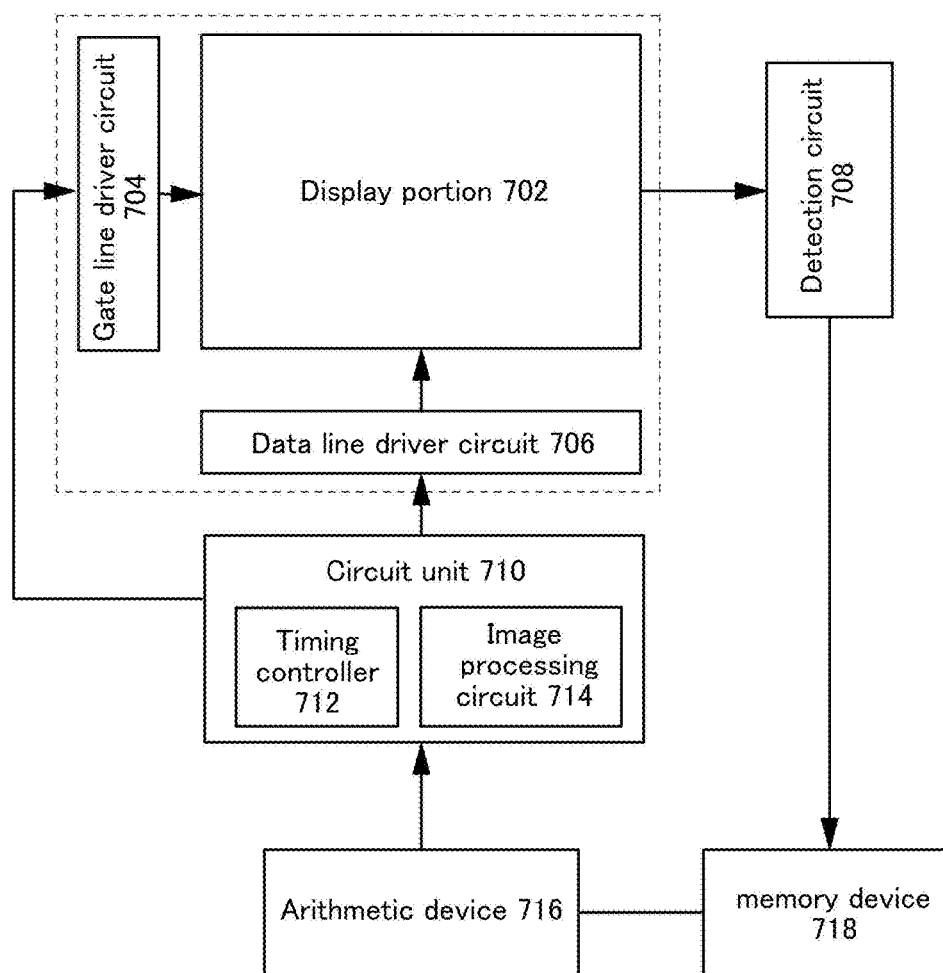 Gate line driver circuit
704
Display portion 702
Detection circuit
708
Data line driver circuit 706
Circuit unit 710
Timing
controller
712
Image
processing
circuit 714
Arithmetic device 716
memory device
718